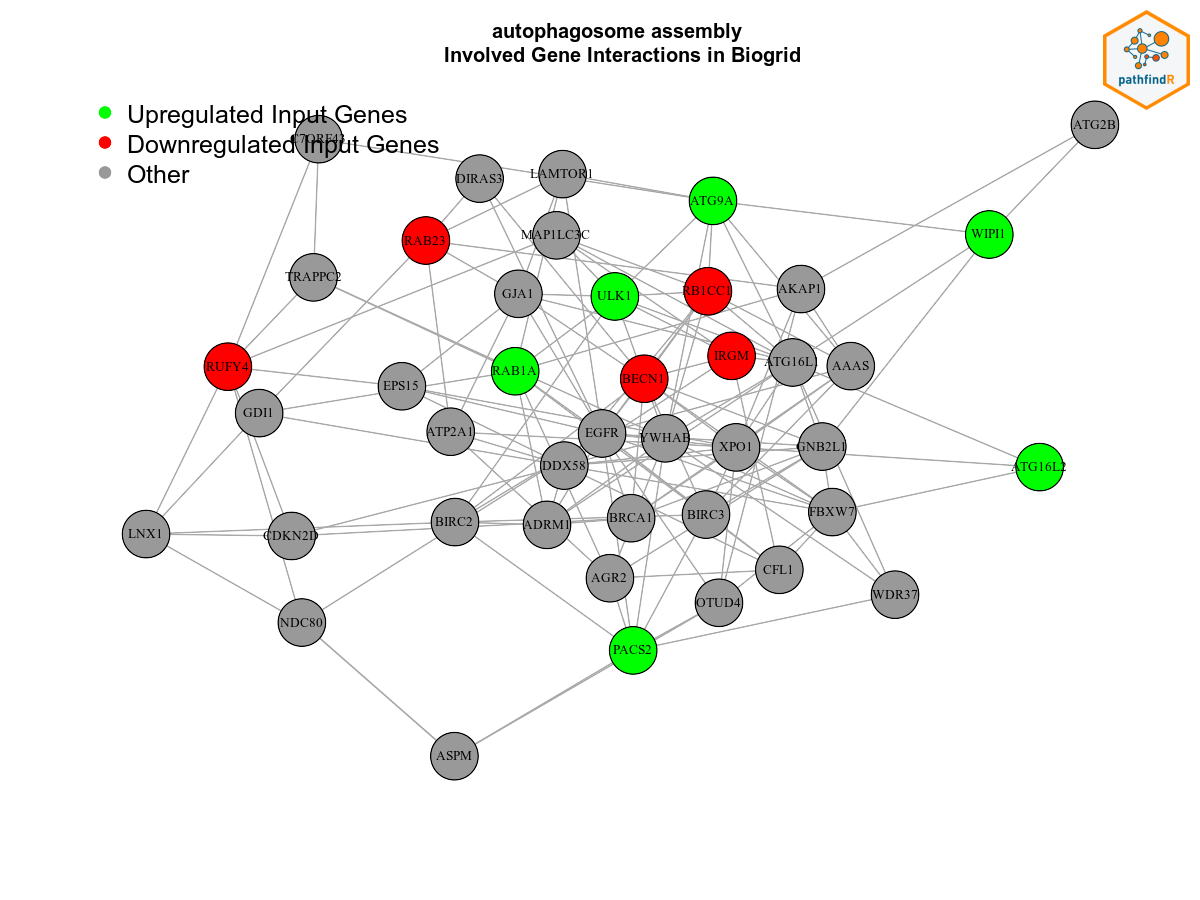 autophagosome assembly
Involved Gene Interactions in Biogrid
pathfindR
Upregulated Input Genes
Downregulated Input Genes
Other
C7ORF43
ATG2B
DIRAS3
LAMTOR1
ATG9A
RAB23
MAP1LC3C
WIPI1
TRAPPC2
GJA1
ULK1
RB1CC1
AKAP1
RUFY4
EPS15
RAB1A
BECN1
IRGM
ATG16L1
AAAS
GDI1
ATP2A1
EGFR
YWHAB
XPO1
GNB2L1
DDX58
ATG16L2
LNX1
CDKN2D
BIRC2
ADRM1
BRCA1
BIRC3
FBXW7
AGR2
CFL1
OTUD4
WDR37
NDC80
PACS2
ASPM